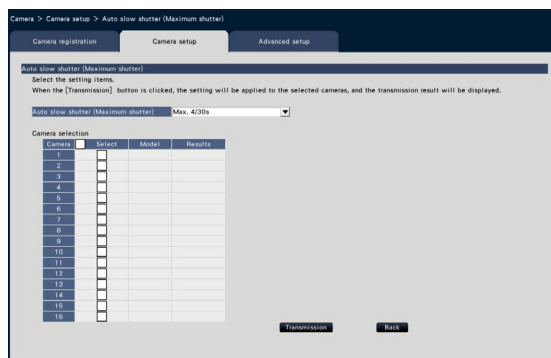 Camera > Camera setup > Auto slow shutter (Maximum shutter)
Camera registration Camera setup Advanced setup
Auto slow shutter (Maximum shutter)
Select the setting items.
When the [Transmission] button is clicked, the setting will be applied to the selected cameras, and the transmission result will be displayed.
Auto slow shutter (Maximum shutter) Max. 4/30s
Camera selection
Camera Select Model Results
1
2
3
4
5
6
7
8
9
10
11
12
13
14
15
16
Transmission Back